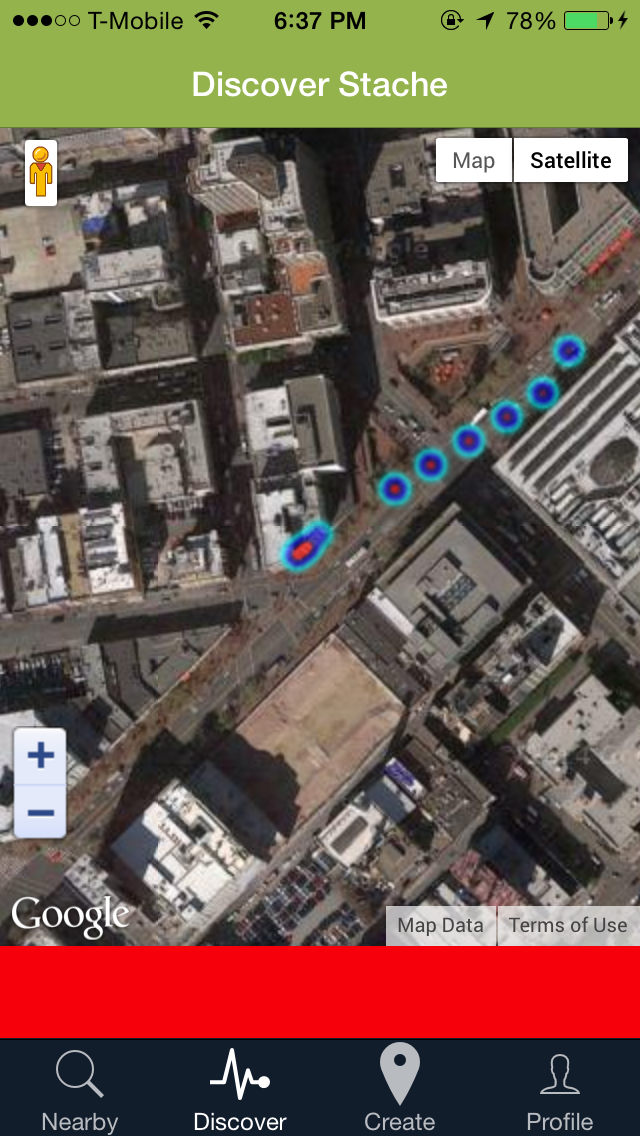 T-Mobile 6:37 PM 78%
Discover Stache
Map Satellite
Google
Map Data Terms of Use
Nearby Discover Create Profile